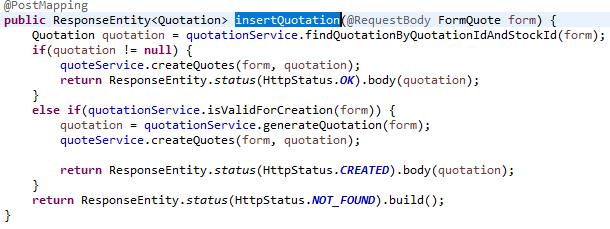 @PostMapping
public ResponseEntity<Quotation> insertQuotation(@RequestBody FormQuote form) {
    Quotation quotation = quotationService.findQuotationByQuotationIdAndStockId(form);
    if(quotation != null) {
        quoteService.createQuotes(form, quotation);
        return ResponseEntity.status(HttpStatus.OK).body(quotation);
    }
    else if(quotationService.isValidForCreation(form)) {
        quotation = quotationService.generateQuotation(form);
        quoteService.createQuotes(form, quotation);

        return ResponseEntity.status(HttpStatus.CREATED).body(quotation);
    }
    return ResponseEntity.status(HttpStatus.NOT_FOUND).build();
}